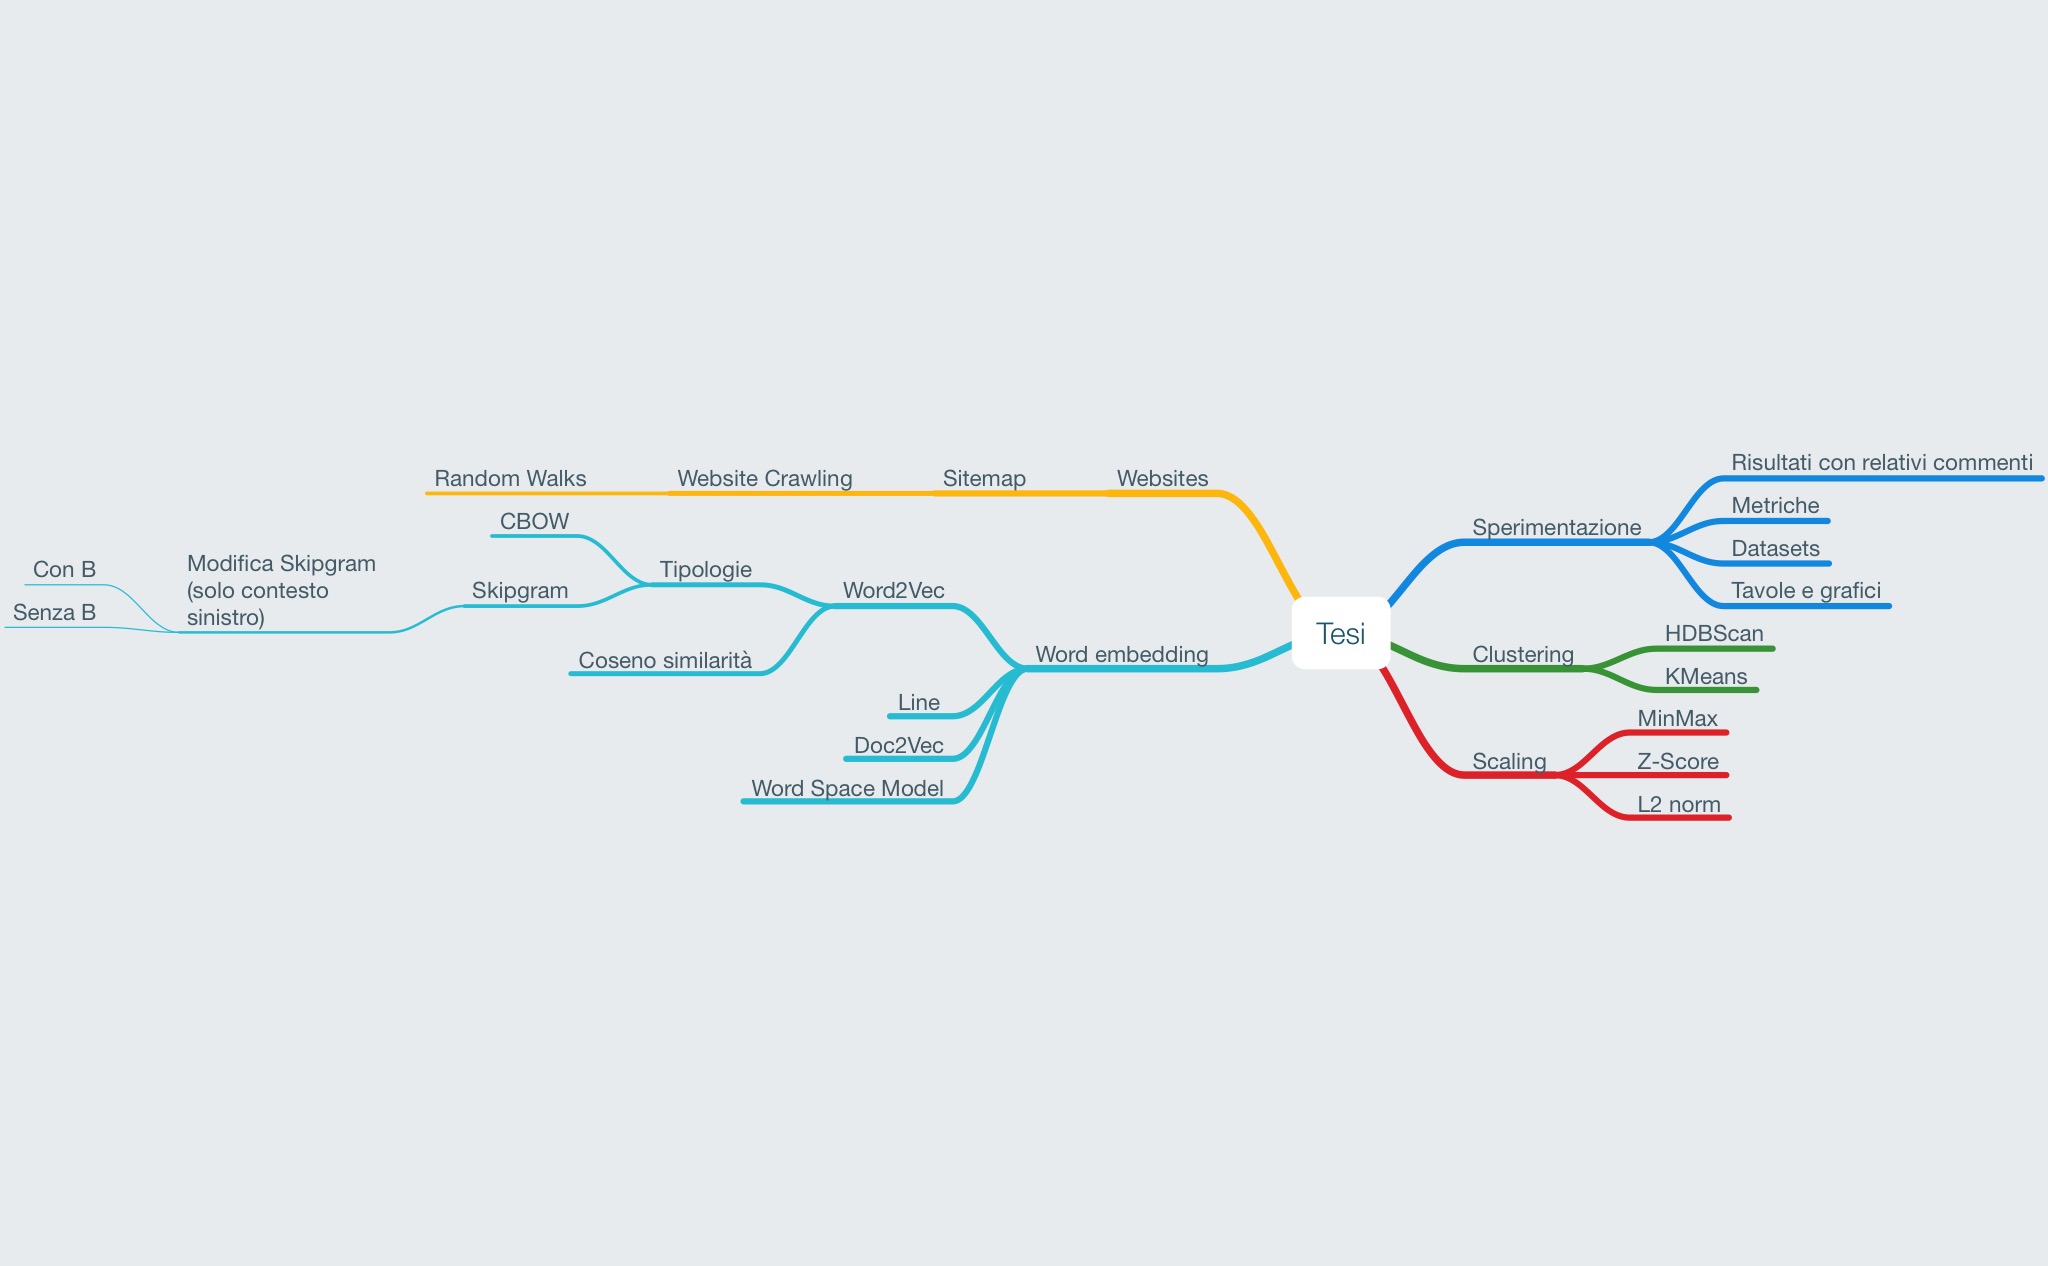 Tesi
Websites
Sitemap
Website Crawling
Random Walks
Word embedding
Word2Vec
Tipologie
CBOW
Skipgram
Modifica Skipgram
(solo contesto
sinistro)
Con B
Senza B
Coseno similarità
Line
Doc2Vec
Word Space Model
Sperimentazione
Risultati con relativi commenti
Metriche
Datasets
Tavole e grafici
Clustering
HDBScan
KMeans
Scaling
MinMax
Z-Score
L2 norm